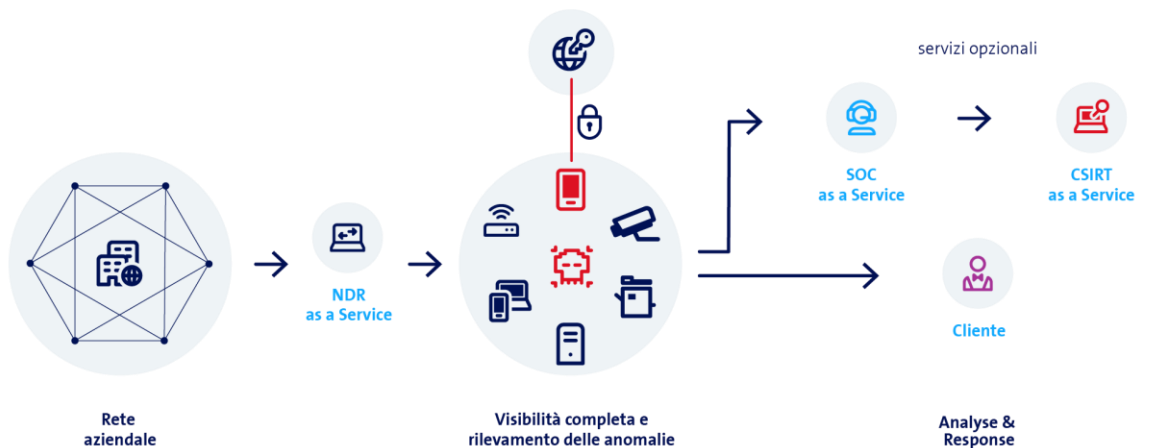 servizi opzionali
SOC
as a Service
CSIRT
as a Service
NDR
as a Service
Cliente
Rete
aziendale
Visibilità completa e
rilevamento delle anomalie
Analyse &
Response